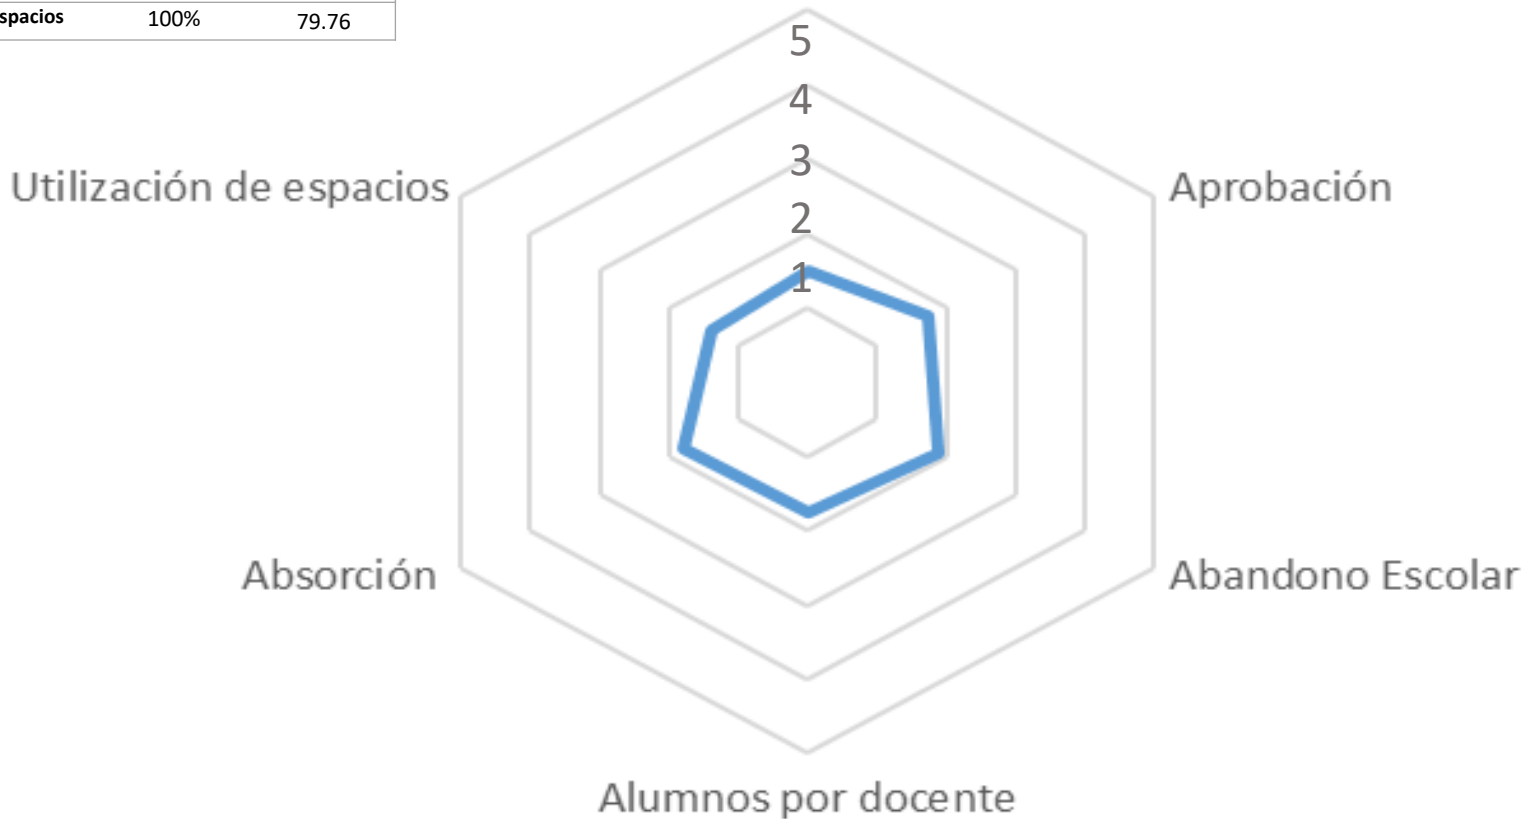 spacios 100% 79.76
5
4
3
2
1
Utilización de espacios
Aprobación
Absorción
Abandono Escolar
Alumnos por docente